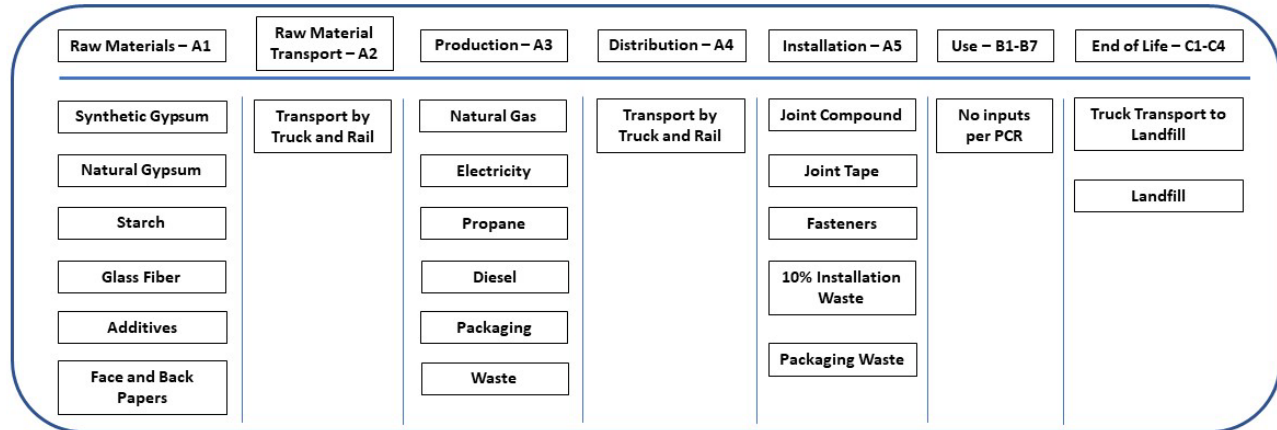 Raw Materials – A1
Raw Material
Transport – A2
Production – A3
Distribution – A4
Installation – A5
Use – B1-B7
End of Life – C1-C4
Synthetic Gypsum
Natural Gypsum
Starch
Glass Fiber
Additives
Face and Back
Papers
Transport by
Truck and Rail
Natural Gas
Electricity
Propane
Diesel
Packaging
Waste
Transport by
Truck and Rail
Joint Compound
Joint Tape
Fasteners
10% Installation
Waste
Packaging Waste
No inputs
per PCR
Truck Transport to
Landfill
Landfill